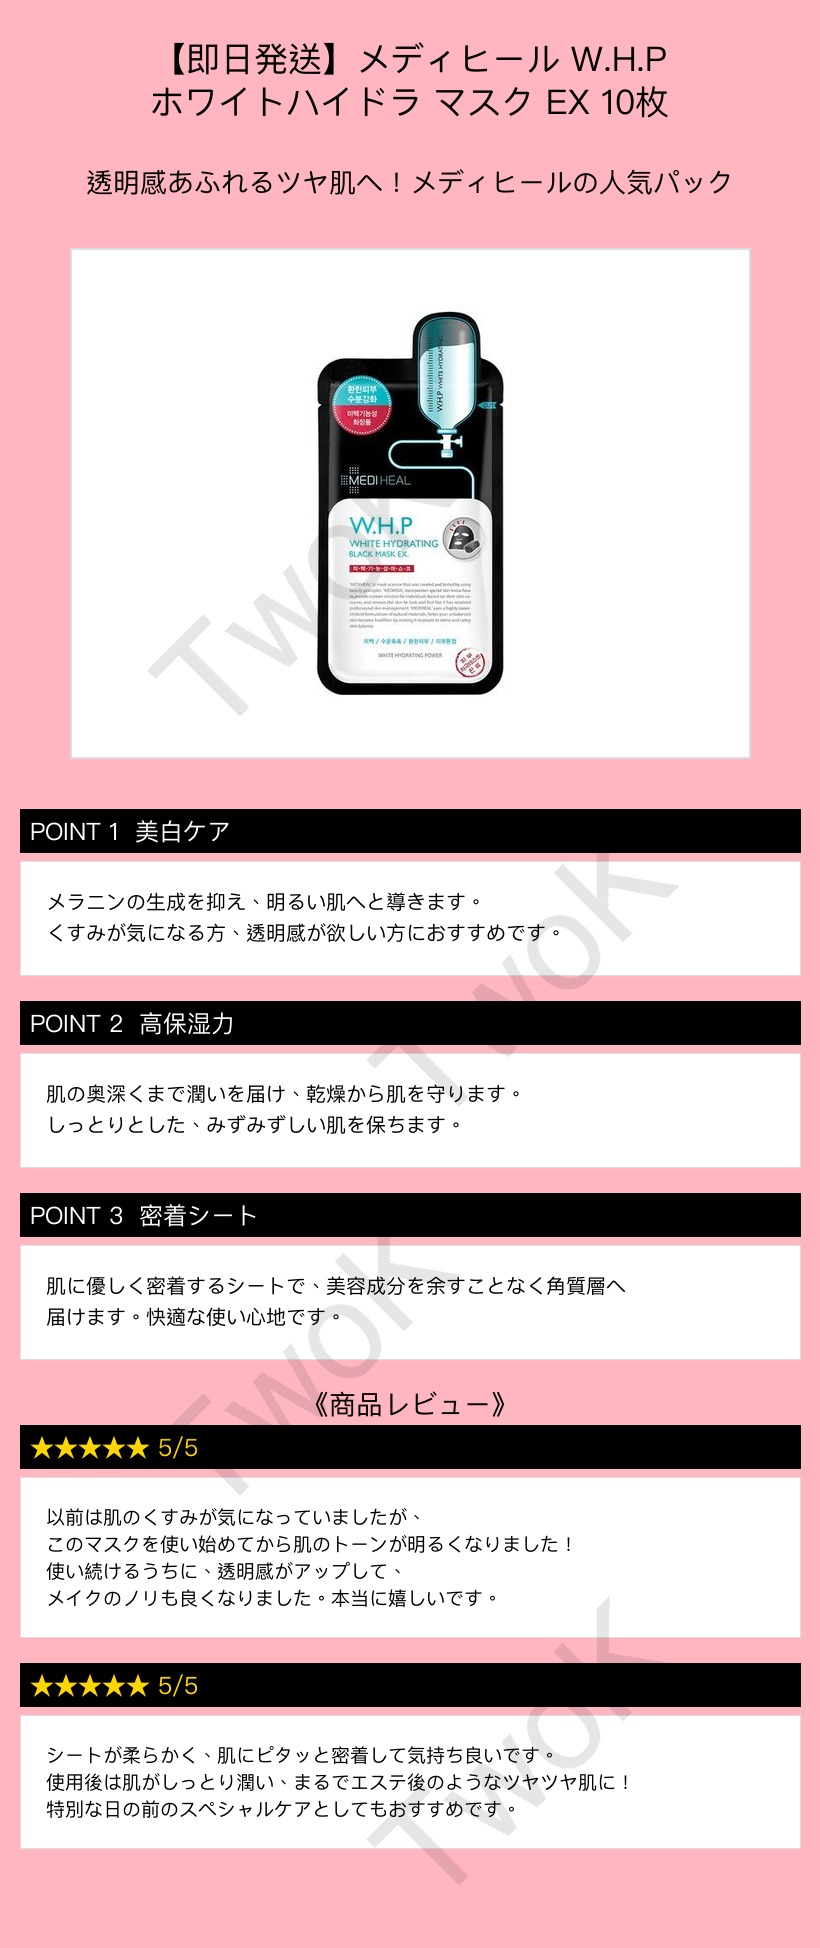 【即日発送】メディヒール W.H.P
ホワイトハイドラ マスク EX 10枚
透明感あふれるツヤ肌へ！メディヒールの人気パック
W.H.P WHITE HYDRATING
환한피부
수분강화
미백기능성
화장품
MEDIHEAL
W.H.P
WHITE HYDRATING
BLACK MASK EX.
미·백·기·능·성·마·스·크
미백 / 수분촉촉 / 환한피부 / 피부톤업
WHITE HYDRATING POWER
TwoK
POINT 1 美白ケア
メラニンの生成を抑え、明るい肌へと導きます。
くすみが気になる方、透明感が欲しい方におすすめです。
TwoK
POINT 2 高保湿力
肌の奥深くまで潤いを届け、乾燥から肌を守ります。
しっとりとした、みずみずしい肌を保ちます。
POINT 3 密着シート
肌に優しく密着するシートで、美容成分を余すことなく角質層へ
届けます。快適な使い心地です。
TwoK
《商品レビュー》
★★★★★ 5/5
以前は肌のくすみが気になっていましたが、
このマスクを使い始めてから肌のトーンが明るくなりました！
使い続けるうちに、透明感がアップして、
メイクのノリも良くなりました。本当に嬉しいです。
★★★★★ 5/5
シートが柔らかく、肌にピタッと密着して気持ち良いです。
使用後は肌がしっとり潤い、まるでエステ後のようなツヤツヤ肌に！
特別な日の前のスペシャルケアとしてもおすすめです。
TwoK